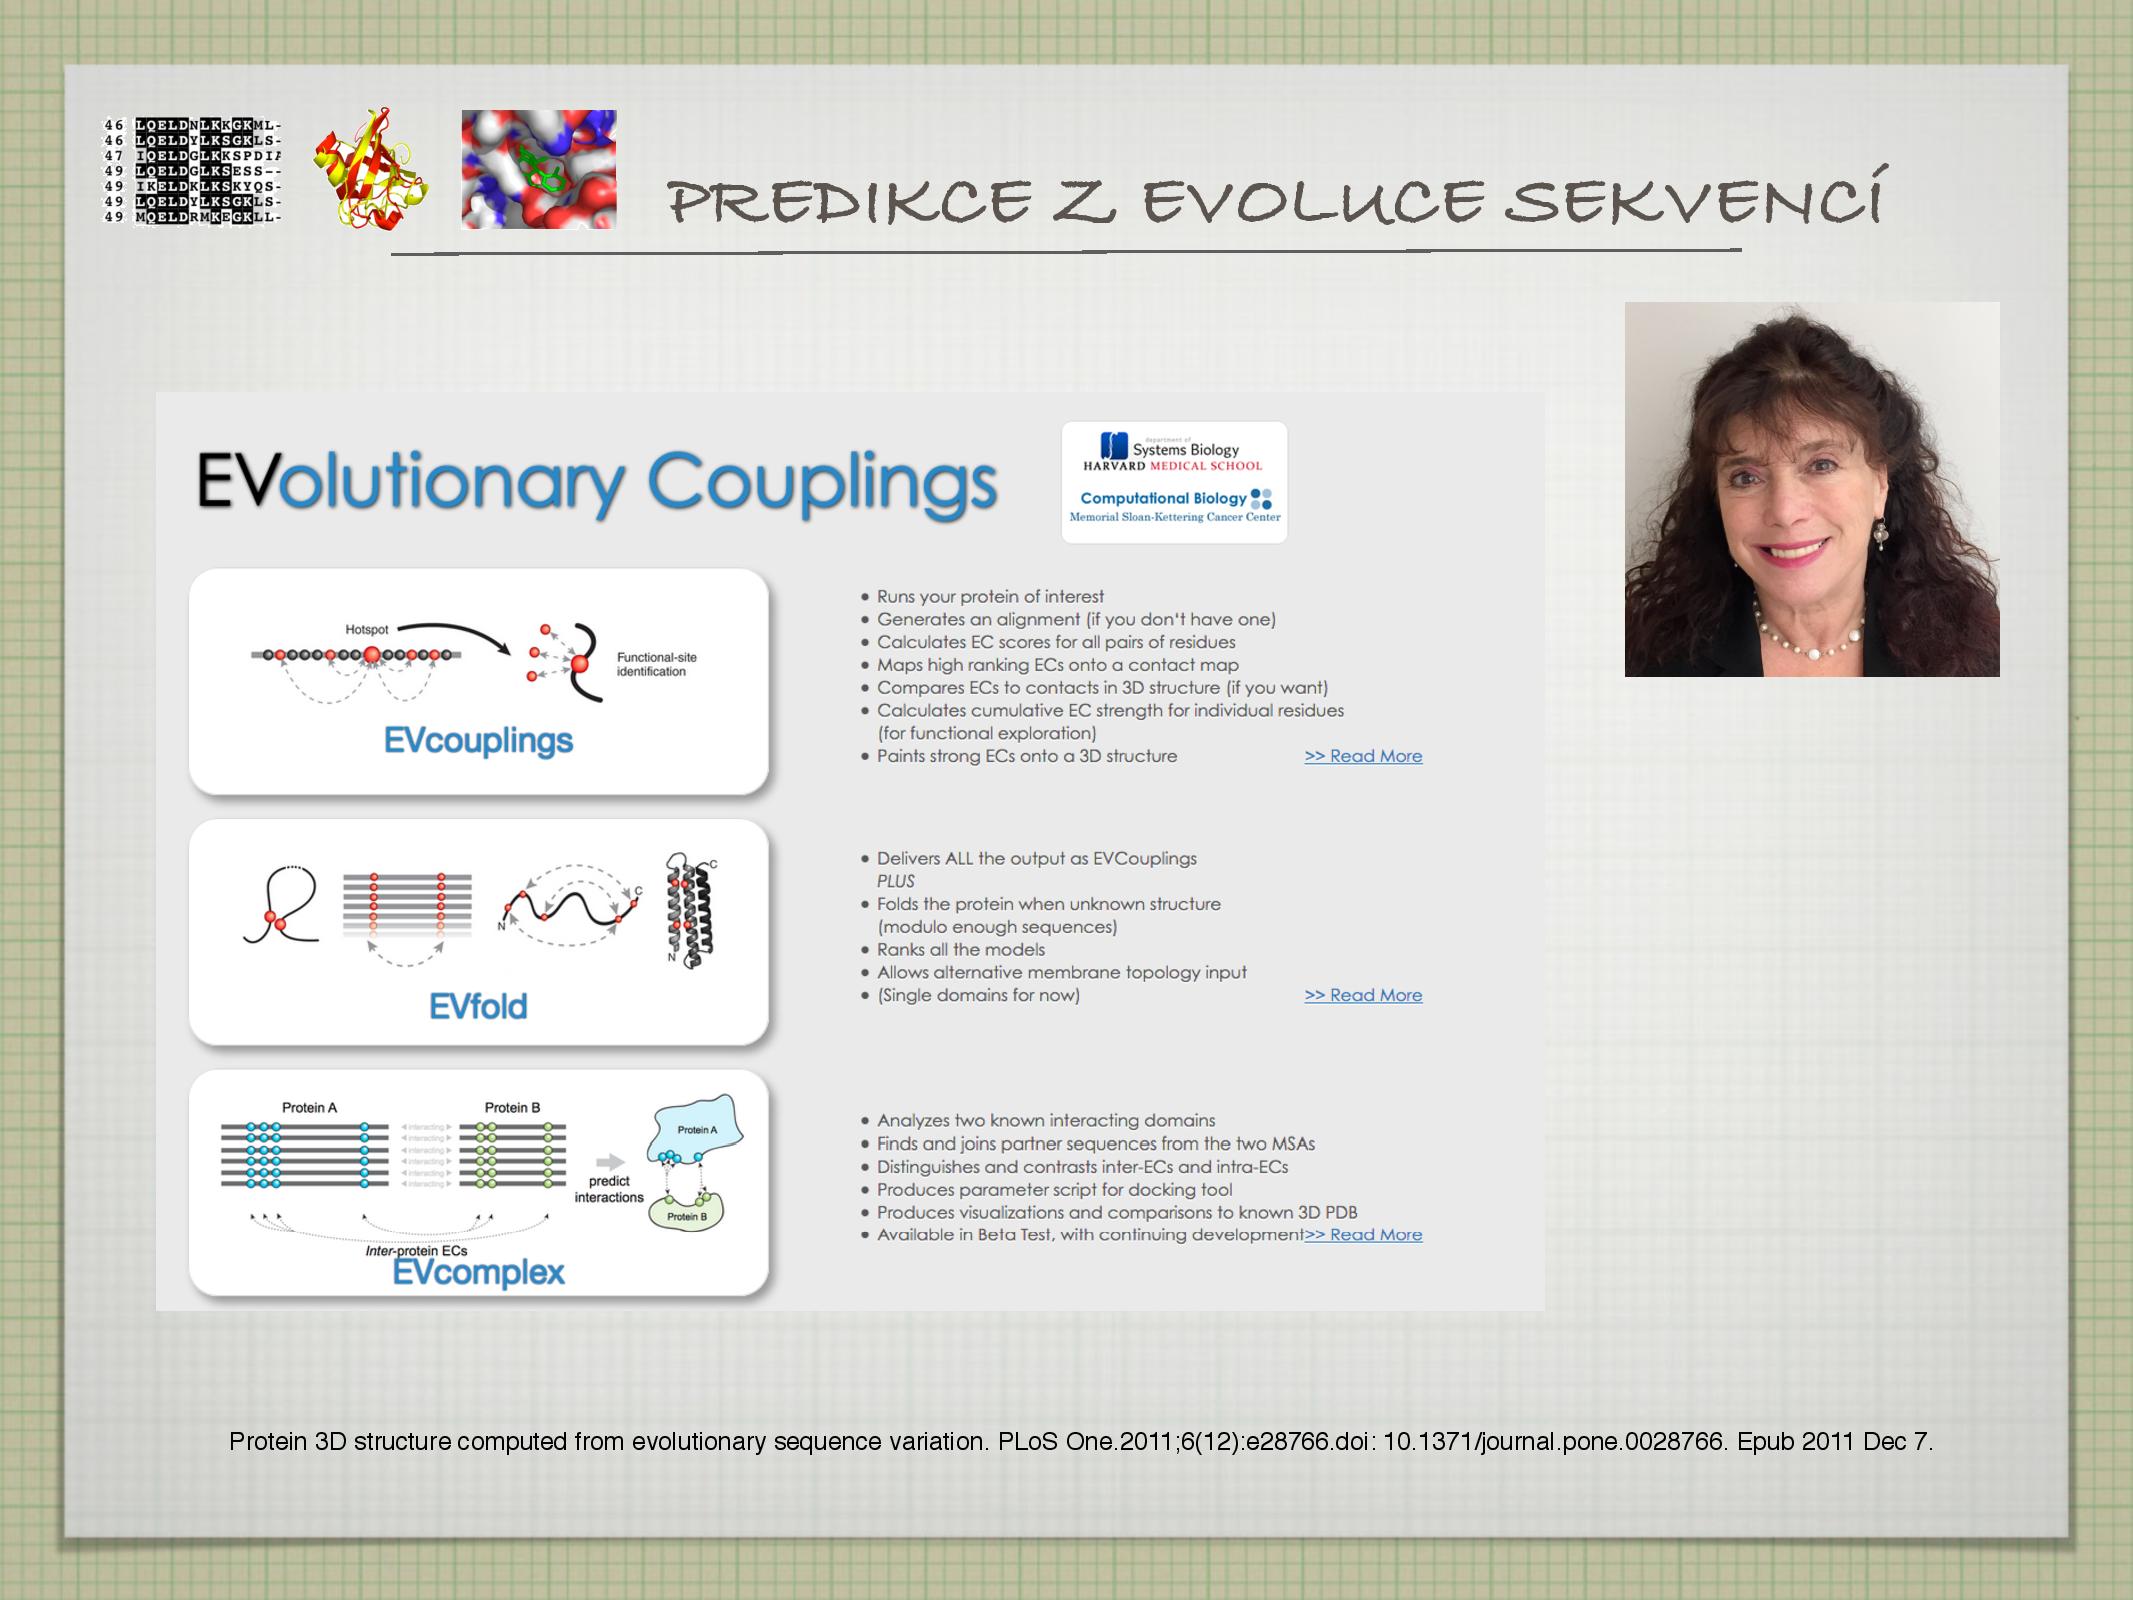 46 LQELDNLKKGKML-
46 LQELDYLKSGKLS-
47 IQELDGLKKSPDI
49 LQELDGLKSESS--
49 IKELDKLKSKYQS-
49 LQELDYLKSGKLS-
49 MQELDRMKEGKLL-
PREDIKCE Z EVOLUCE SEKVENCÍ
EVolutionary Couplings
department of
Systems Biology
HARVARD MEDICAL SCHOOL
Computational Biology
Memorial Sloan-Kettering Cancer Center
Hotspot
Functional-site
identification
EVcouplings
• Runs your protein of interest
• Generates an alignment (if you don't have one)
• Calculates EC scores for all pairs of residues
• Maps high ranking ECs onto a contact map
• Compares ECs to contacts in 3D structure (if you want)
• Calculates cumulative EC strength for individual residues
(for functional exploration)
• Paints strong ECs onto a 3D structure >> Read More
N
C
C
N
EVfold
• Delivers ALL the output as EVCouplings
PLUS
• Folds the protein when unknown structure
(modulo enough sequences)
• Ranks all the models
• Allows alternative membrane topology input
• (Single domains for now) >> Read More
Protein A
Protein B
interacting
interacting
interacting
interacting
interacting
interacting
predict
interactions
Protein A
Protein B
Inter-protein ECs
EVcomplex
• Analyzes two known interacting domains
• Finds and joins partner sequences from the two MSAs
• Distinguishes and contrasts inter-ECs and intra-ECs
• Produces parameter script for docking tool
• Produces visualizations and comparisons to known 3D PDB
• Available in Beta Test, with continuing development>> Read More
Protein 3D structure computed from evolutionary sequence variation. PLoS One.2011;6(12):e28766.doi: 10.1371/journal.pone.0028766. Epub 2011 Dec 7.